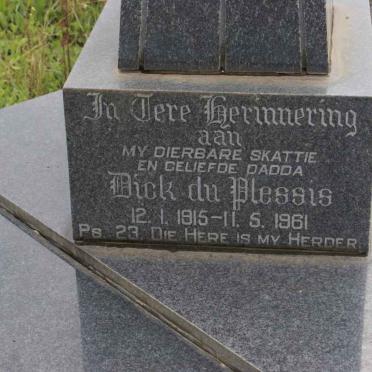 In Tere Herinnering
aan
MY DIERBARE SKATTIE
EN GELIEFDE DADDA
Dick du Plessis
12.1.1915-11.5.1961
Ps. 23. DIE HERE IS MY HERDER